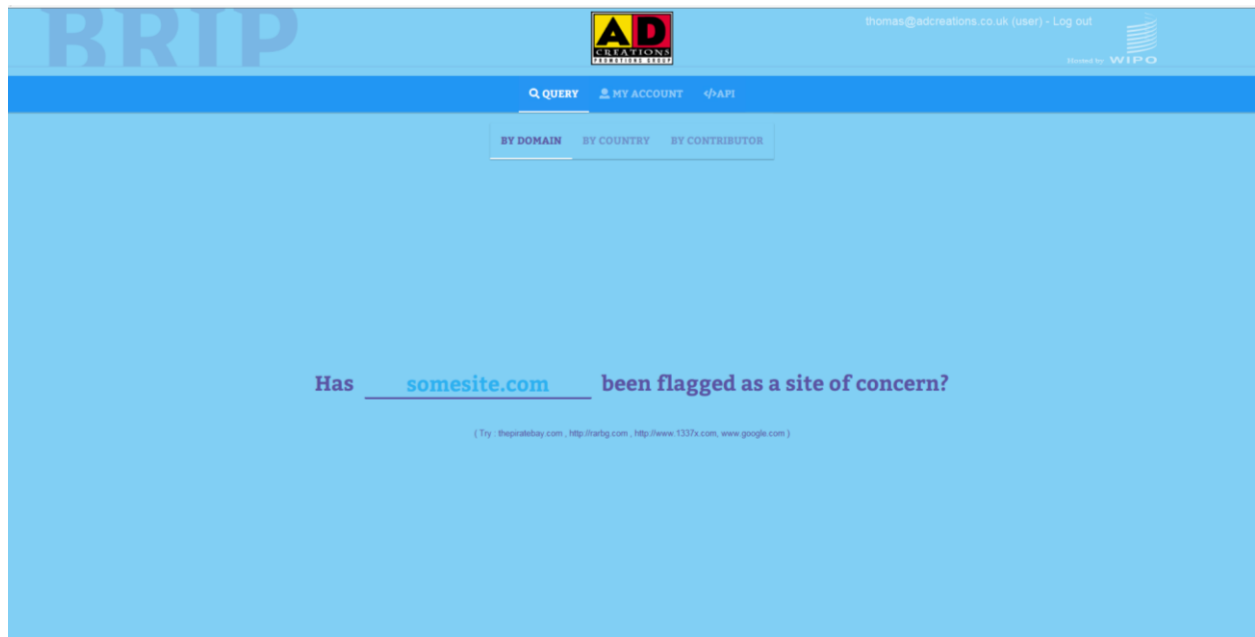 BRIP
AD
CREATIONS
PROMOTIONS GROUP
thomas@adcreations.co.uk (user) - Log out
Hosted by WIPO
QUERY MY ACCOUNT </>API
BY DOMAIN BY COUNTRY BY CONTRIBUTOR
Has somesite.com been flagged as a site of concern?
( Try : thepiratebay.com , http://rarbg.com , http://www.1337x.com, www.google.com )